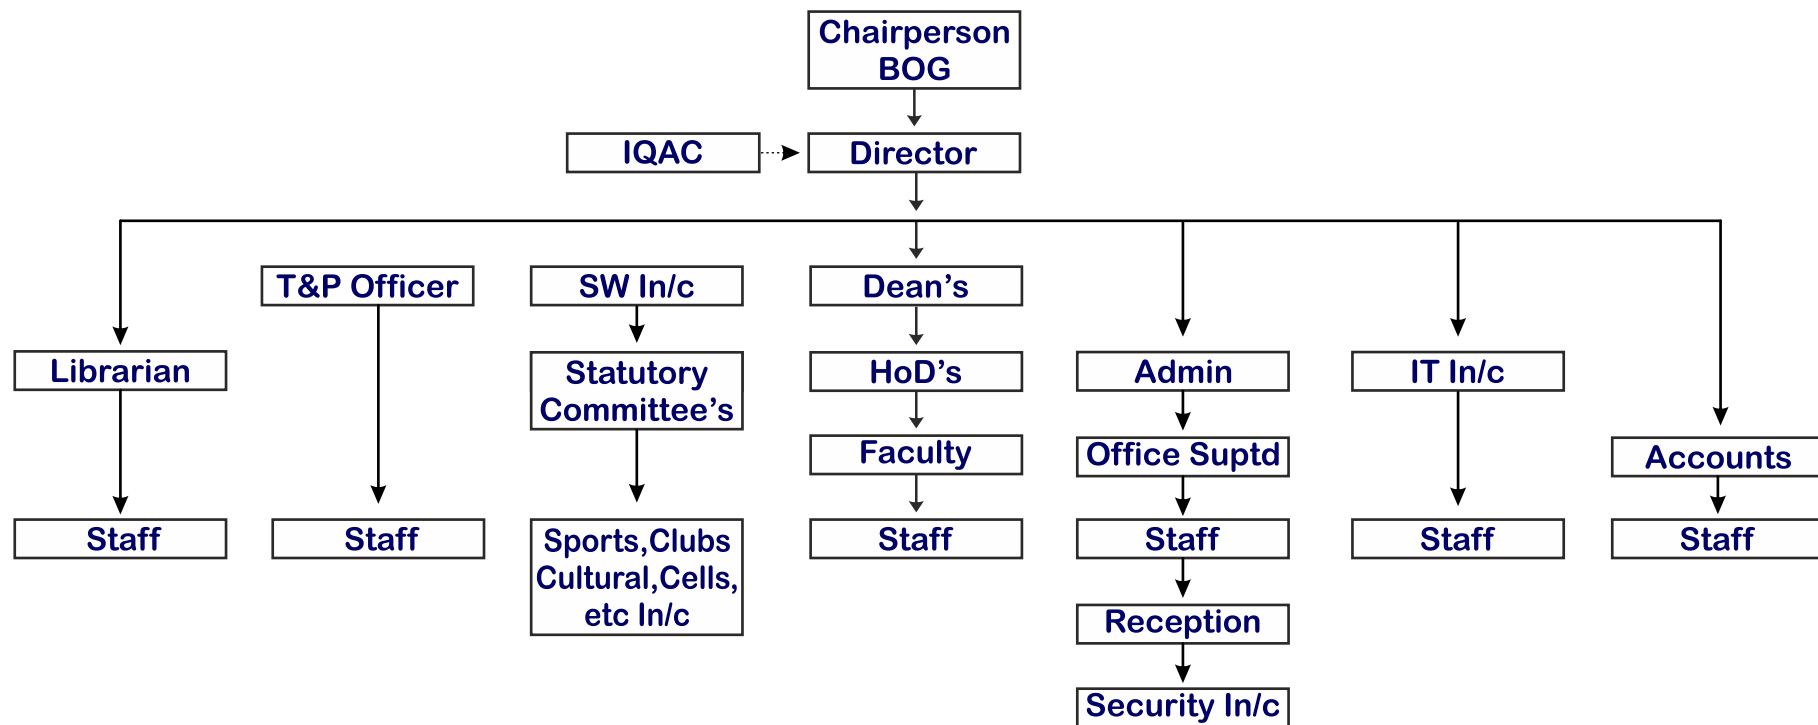 Chairperson
BOG
IQAC
Director
T&P Officer
SW In/c
Dean’s
Librarian
Statutory
Committee’s
HoD’s
Admin
IT In/c
Faculty
Office Suptd
Accounts
Staff
Staff
Sports,Clubs
Cultural,Cells,
etc In/c
Staff
Staff
Staff
Staff
Reception
Security In/c